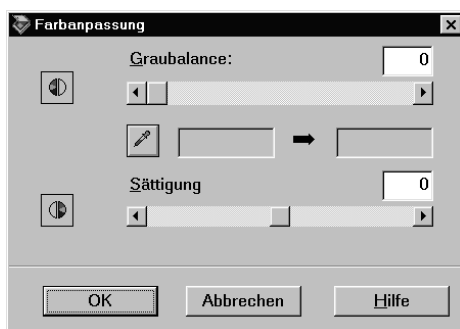 Farbanpassung
Graubalance: 0
Sättigung 0
OK Abbrechen Hilfe